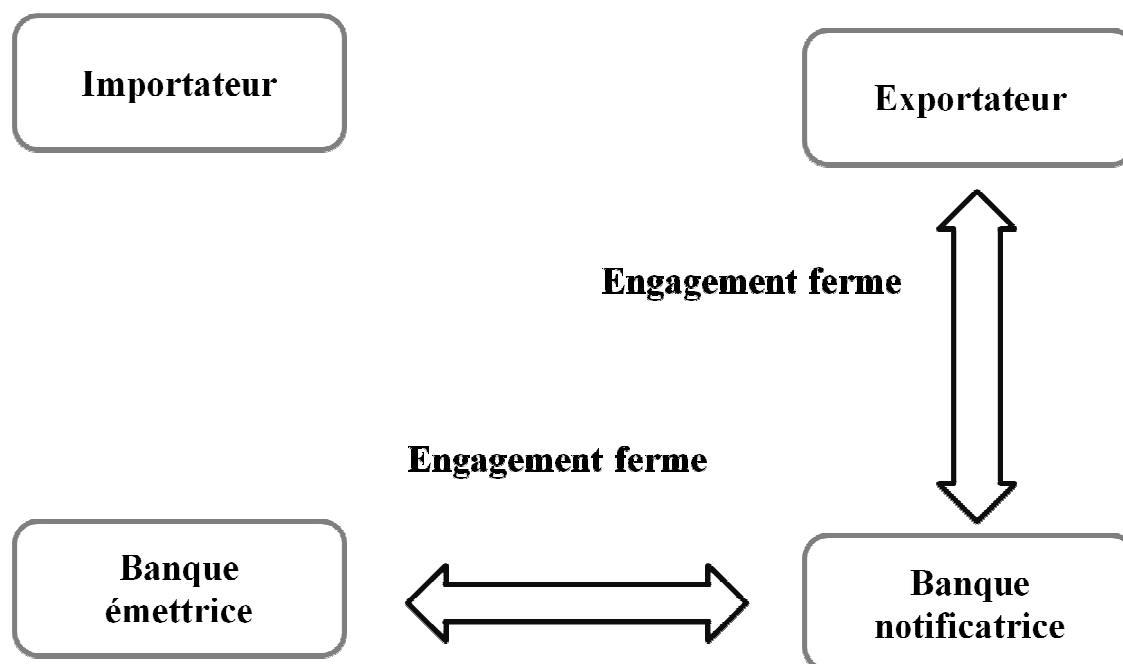 Importateur
Exportateur
Engagement ferme
Engagement ferme
Banque
émettrice
Banque
notificatrice